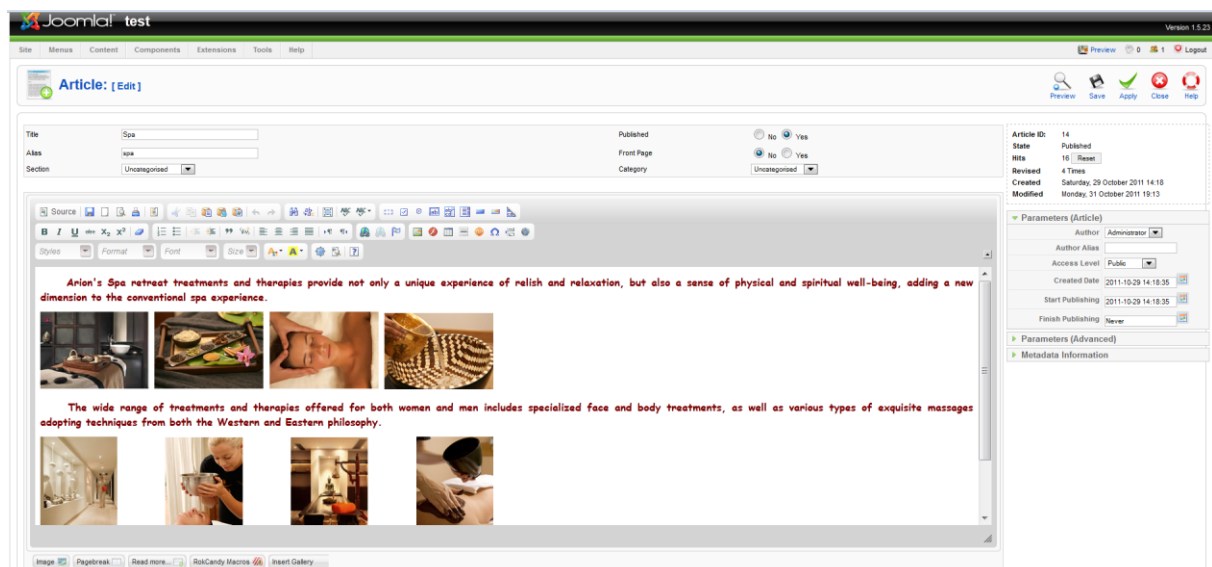 Joomla! test
Version 1.5.23
Site Menus Content Components Extensions Tools Help
Preview 0 1 Logout
Article: [ Edit ]
Preview Save Apply Close Help
Title Spa Published No Yes
Alias spa Front Page No Yes
Section Uncategorised Category Uncategorised
Article ID: 14
State Published
Hits 16 Reset
Revised 4 Times
Created Saturday, 29 October 2011 14:18
Modified Monday, 31 October 2011 19:13
Source
B I U abc X₂ X²
Styles Format Font Size
Arion's Spa retreat treatments and therapies provide not only a unique experience of relish and relaxation, but also a sense of physical and spiritual well-being, adding a new
dimension to the conventional spa experience.
The wide range of treatments and therapies offered for both women and men includes specialized face and body treatments, as well as various types of exquisite massages
adopting techniques from both the Western and Eastern philosophy.
Parameters (Article)
Author Administrator
Author Alias
Access Level Public
Created Date 2011-10-29 14:18:35
Start Publishing 2011-10-29 14:18:35
Finish Publishing Never
Parameters (Advanced)
Metadata Information
Image Pagebreak Read more... RokCandy Macros Insert Gallery